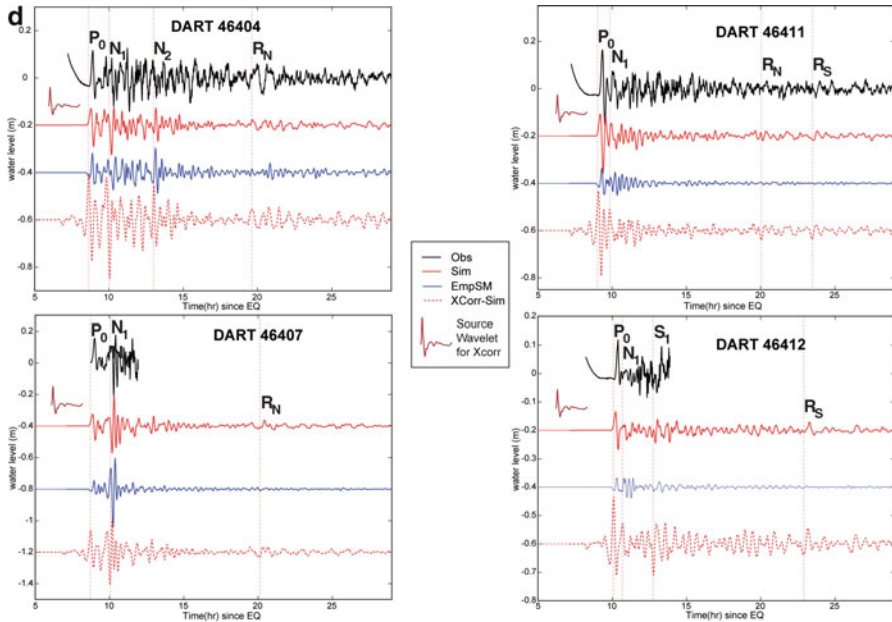 d
DART 46404
P0 N1 N2 RN
0.2
0
-0.2
-0.4
-0.6
-0.8
water level (m)
5 10 15 20 25
Time(hr) since EQ
DART 46411
P0
N1
RN RS
0.2
0
-0.2
-0.4
-0.6
-0.8
water level (m)
5 10 15 20 25
Time(hr) since EQ
Obs
Sim
EmpSM
XCorr-Sim
Source
Wavelet
for Xcorr
DART 46407
P0 N1
RN
0.2
0
-0.2
-0.4
-0.6
-0.8
-1
-1.2
-1.4
water level (m)
5 10 15 20 25
Time(hr) since EQ
DART 46412
P0 S1
N1
RS
0.2
0.1
0
-0.1
-0.2
-0.3
-0.4
-0.5
-0.6
-0.7
-0.8
water level (m)
5 10 15 20 25
Time(hr) since EQ